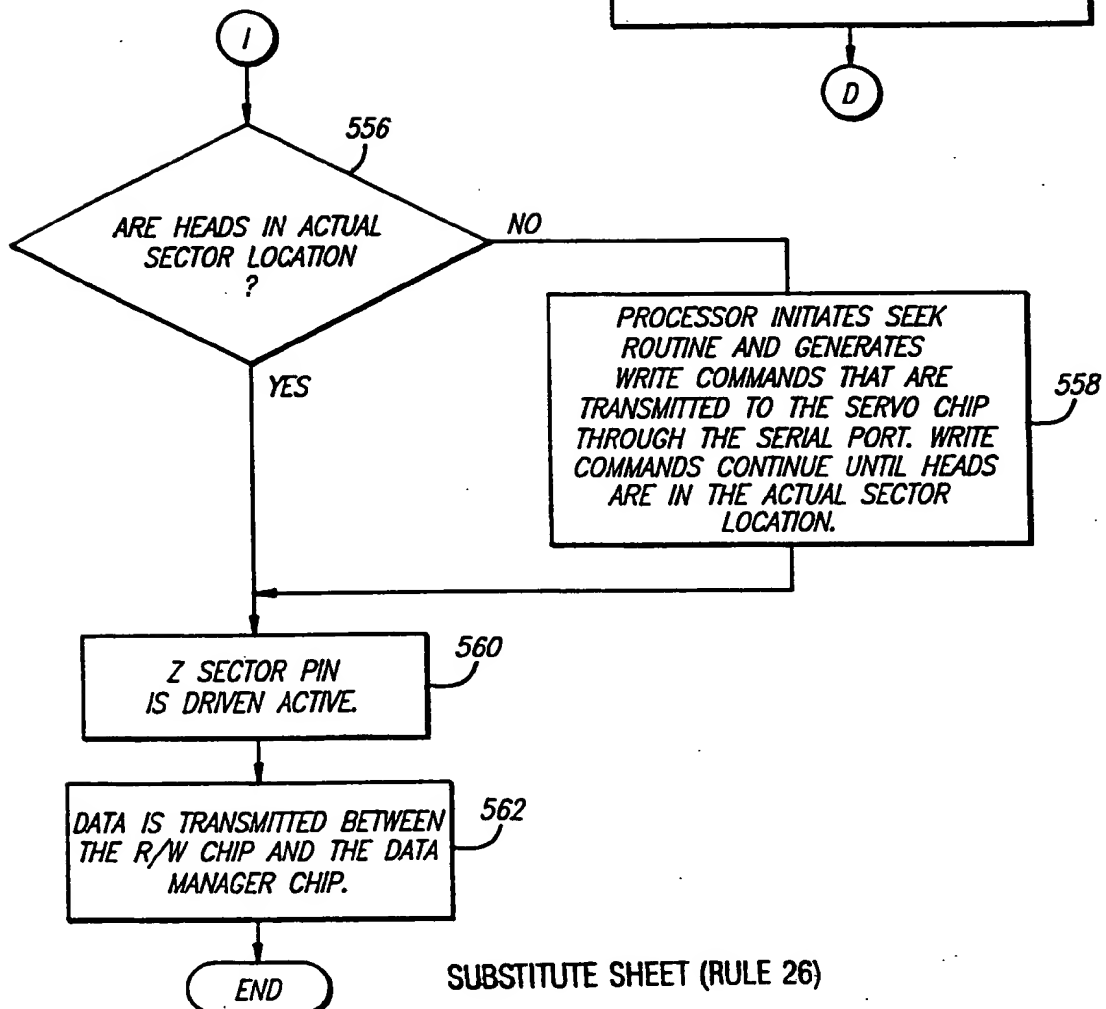 I
D
556
ARE HEADS IN ACTUAL
SECTOR LOCATION
?
NO
YES
PROCESSOR INITIATES SEEK
ROUTINE AND GENERATES
WRITE COMMANDS THAT ARE
TRANSMITTED TO THE SERVO CHIP
THROUGH THE SERIAL PORT. WRITE
COMMANDS CONTINUE UNTIL HEADS
ARE IN THE ACTUAL SECTOR
LOCATION.
558
Z SECTOR PIN
IS DRIVEN ACTIVE.
560
DATA IS TRANSMITTED BETWEEN
THE R/W CHIP AND THE DATA
MANAGER CHIP.
562
END
SUBSTITUTE SHEET (RULE 26)